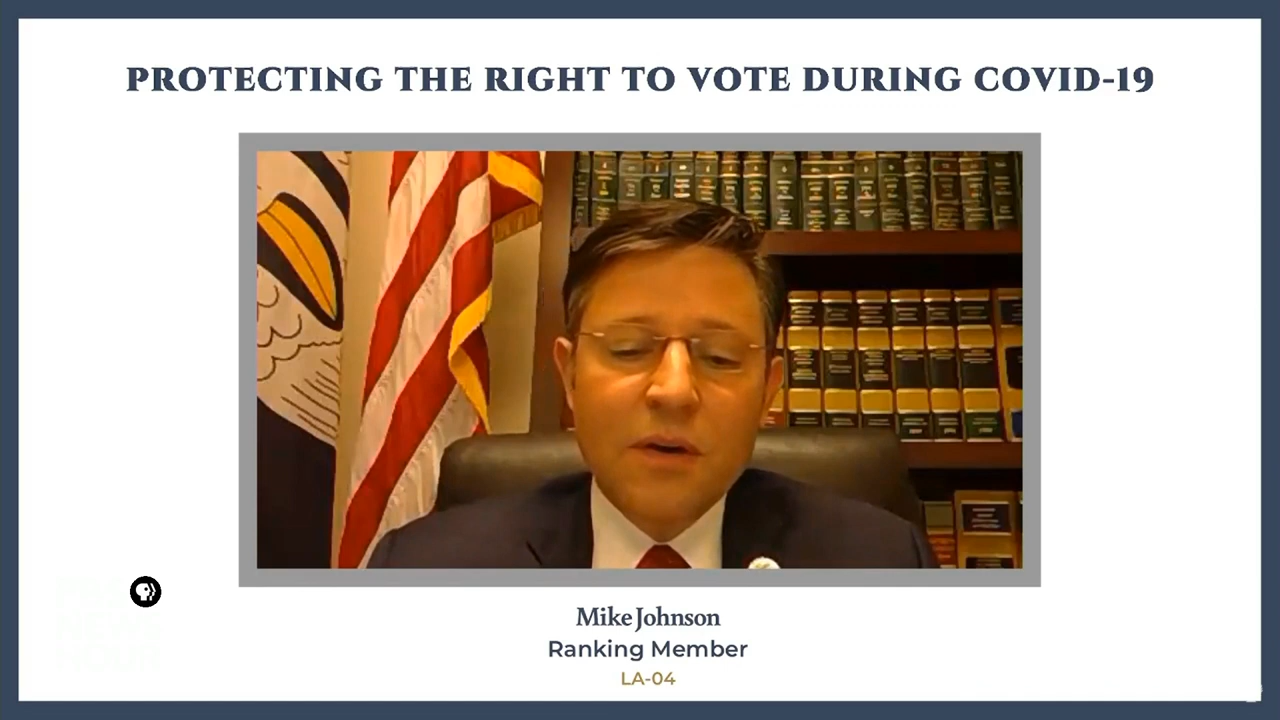 PROTECTING THE RIGHT TO VOTE DURING COVID-19
Mike Johnson
Ranking Member
LA-04